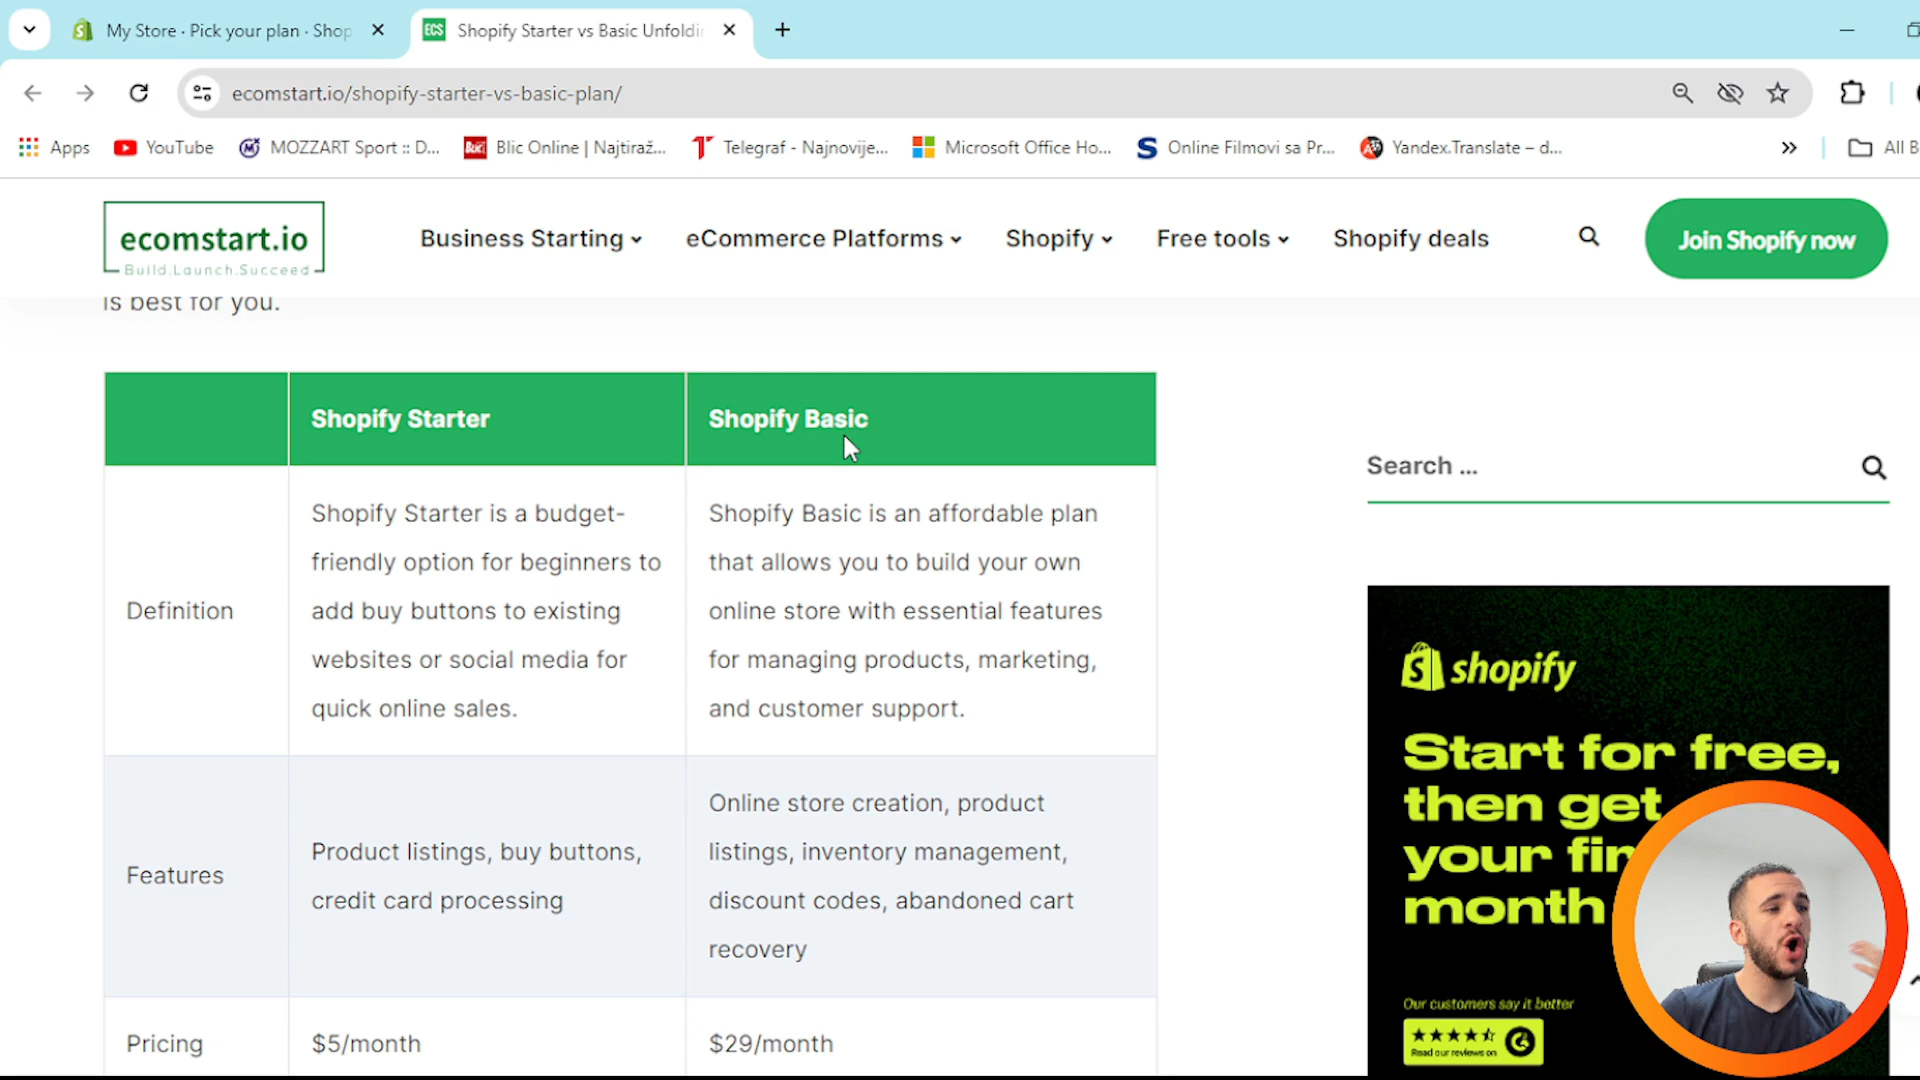 My Store · Pick your plan · Shop
Shopify Starter vs Basic Unfoldi
ecomstart.io/shopify-starter-vs-basic-plan/
Apps
YouTube
MOZZART Sport :: D...
Blic Online | Najtiraž...
Telegraf - Najnovije...
Microsoft Office Ho...
Online Filmovi sa Pr...
Yandex.Translate – d...
All B
ecomstart.io
Build.Launch.Succeed
Business Starting
eCommerce Platforms
Shopify
Free tools
Shopify deals
Join Shopify now
is best for you.
Shopify Starter
Shopify Basic
Definition
Shopify Starter is a budget-
friendly option for beginners to
add buy buttons to existing
websites or social media for
quick online sales.
Shopify Basic is an affordable plan
that allows you to build your own
online store with essential features
for managing products, marketing,
and customer support.
Features
Product listings, buy buttons,
credit card processing
Online store creation, product
listings, inventory management,
discount codes, abandoned cart
recovery
Pricing
$5/month
$29/month
Search ...
shopify
Start for free,
then get
your fir
month
Our customers say it better
Read our reviews on